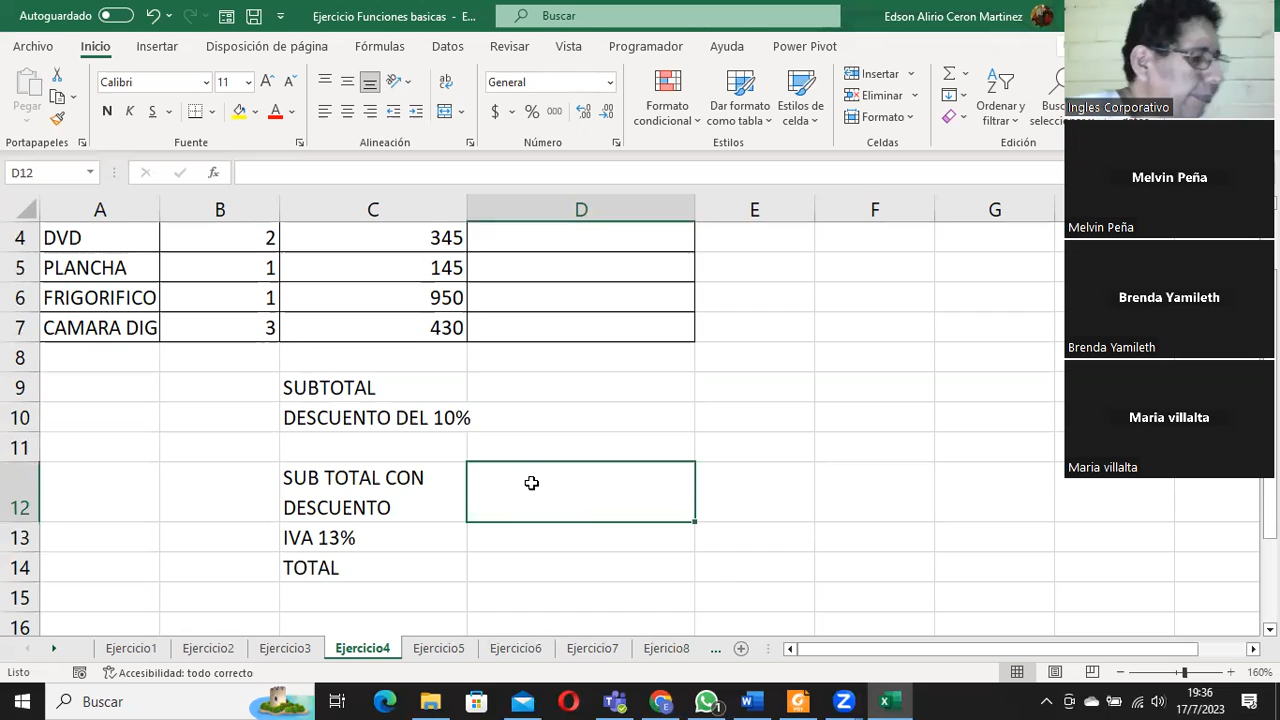 Autoguardado
Ejercicio Funciones basicas - E...
Buscar
Edson Alirio Ceron Martinez
Archivo Inicio Insertar Disposición de página Fórmulas Datos Revisar Vista Programador Ayuda Power Pivot
Pegar
Calibri 11
N K S
General
$ % 000
Formato condicional
Dar formato como tabla
Estilos de celda
Insertar
Eliminar
Formato
Ordenar y filtrar
Portapapeles Fuente Alineación Número Estilos Celdas Edición
Ingles Corporativo
D12
fx
A B C D E F G
4 DVD 2 345
5 PLANCHA 1 145
6 FRIGORIFICO 1 950
7 CAMARA DIG 3 430
8
9 SUBTOTAL
10 DESCUENTO DEL 10%
11
12 SUB TOTAL CON
DESCUENTO
13 IVA 13%
14 TOTAL
15
16
Melvin Peña
Melvin Peña
Brenda Yamileth
Brenda Yamileth
Maria villalta
Maria villalta
Ejercicio1 Ejercicio2 Ejercicio3 Ejercicio4 Ejercicio5 Ejercicio6 Ejercicio7 Ejericio8 ...
Listo
Accesibilidad: todo correcto
160%
Buscar
19:36
17/7/2023